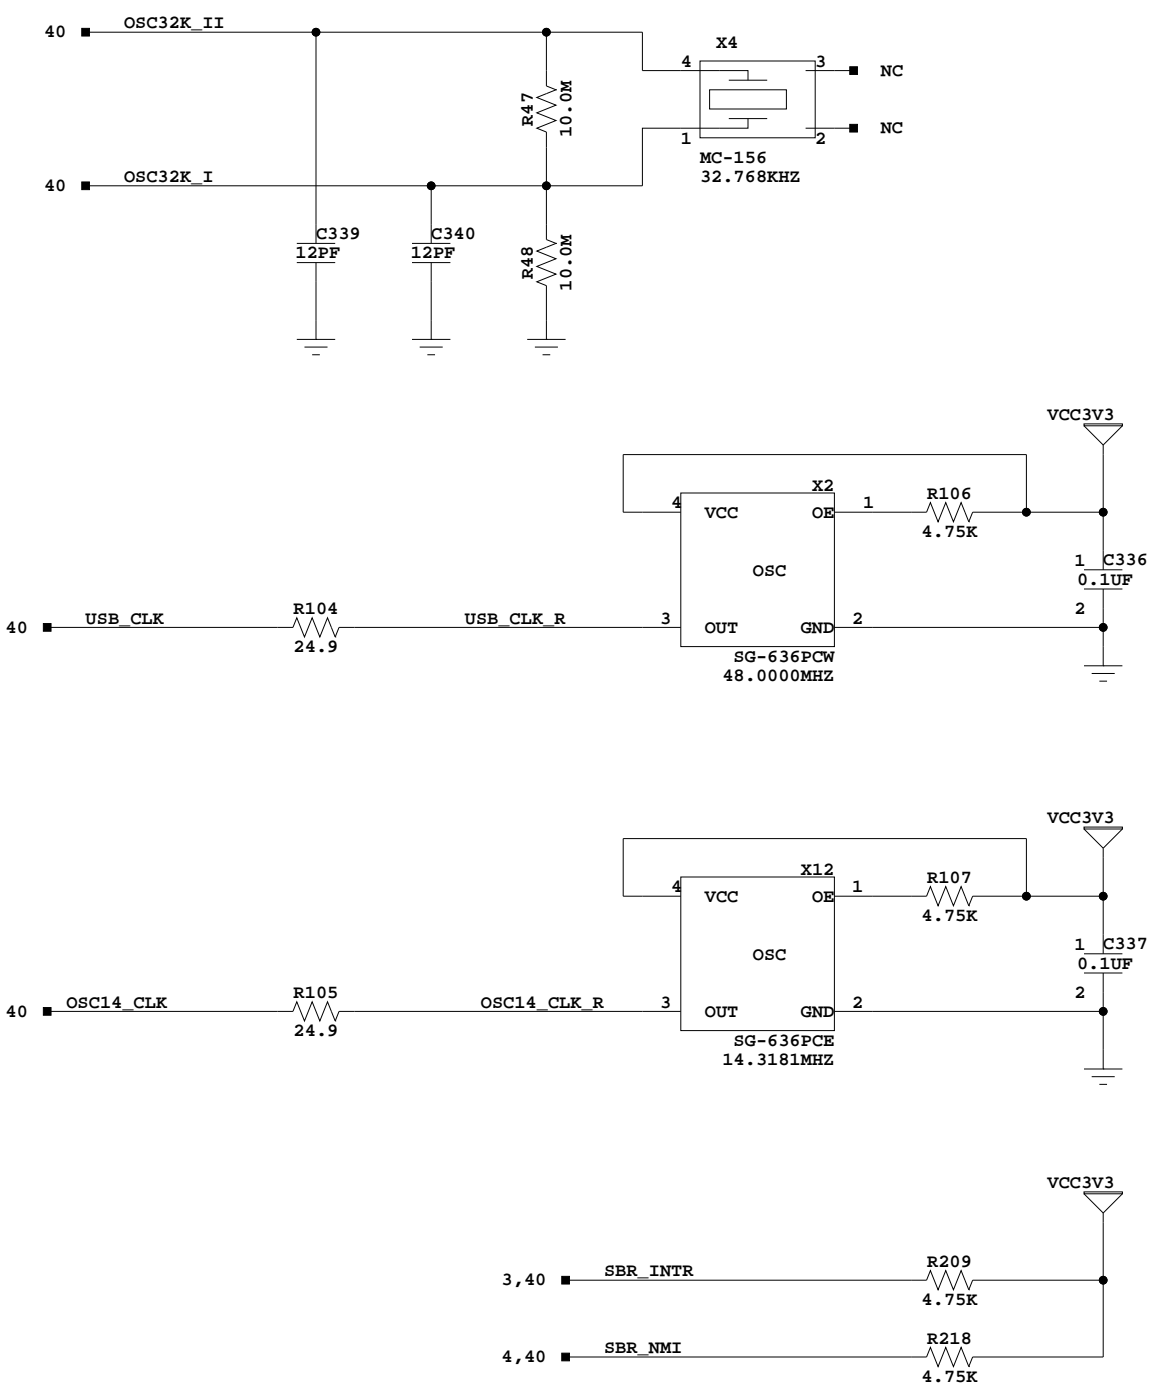 40 OSC32K_II
X4
4 3 NC
R47 10.0M
1 2 NC
MC-156
32.768KHZ
40 OSC32K_I
C339
12PF
C340
12PF
R48 10.0M
VCC3V3
X2
4 VCC OE 1
R106
4.75K
OSC
1 C336
0.1UF
2
40 USB_CLK
R104
24.9
USB_CLK_R 3 OUT GND 2
SG-636PCW
48.0000MHZ
VCC3V3
X12
4 VCC OE 1
R107
4.75K
OSC
1 C337
0.1UF
2
40 OSC14_CLK
R105
24.9
OSC14_CLK_R 3 OUT GND 2
SG-636PCE
14.3181MHZ
VCC3V3
3,40 SBR_INTR
R209
4.75K
4,40 SBR_NMI
R218
4.75K